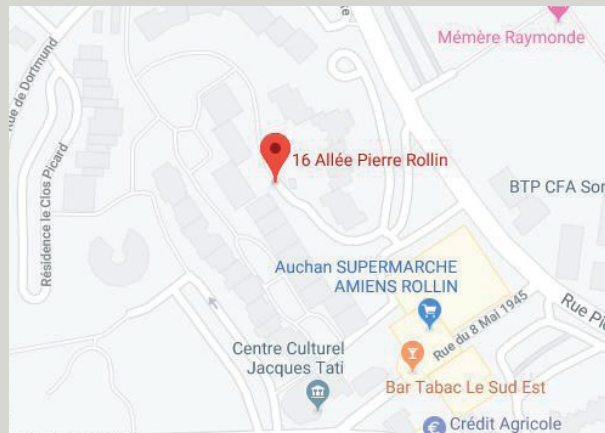 Mémère Raymonde
Rue de Dortmund
16 Allée Pierre Rollin
BTP CFA Som
Résidence le Clos Picard
Auchan SUPERMARCHE
AMIENS ROLLIN
Rue du 8 Mai 1945
Rue Pie
Centre Culturel
Jacques Tati
Bar Tabac Le Sud Est
Crédit Agricole